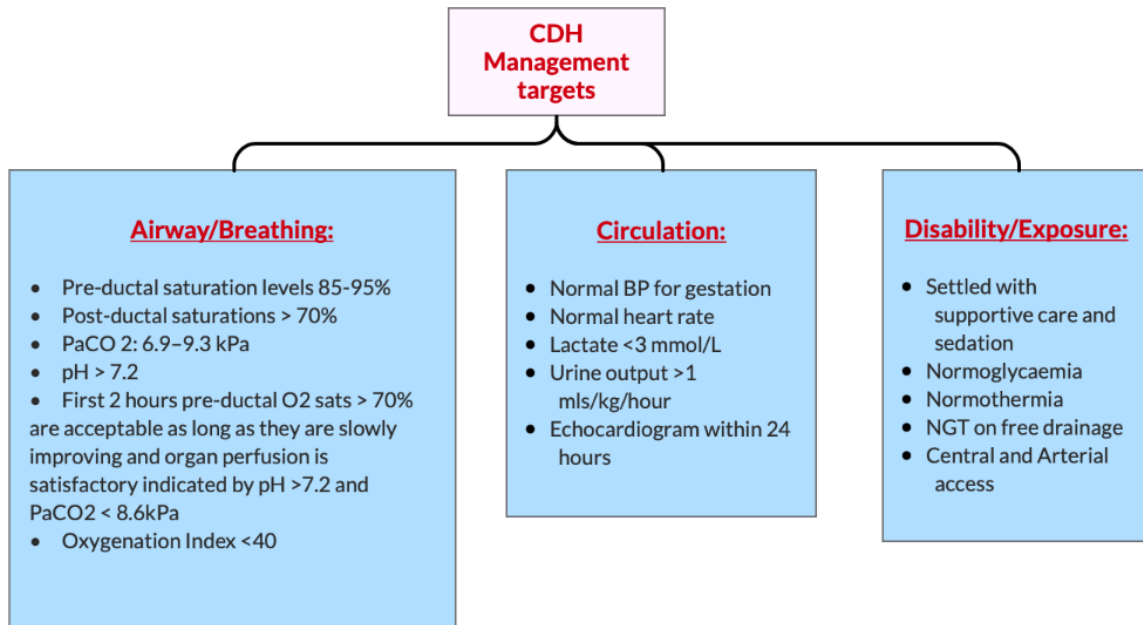 CDH
Management
targets
Airway/Breathing:
● Pre-ductal saturation levels 85-95%
● Post-ductal saturations > 70%
● PaCO 2: 6.9–9.3 kPa
● pH > 7.2
● First 2 hours pre-ductal O2 sats > 70%
are acceptable as long as they are slowly
improving and organ perfusion is
satisfactory indicated by pH >7.2 and
PaCO2 < 8.6kPa
● Oxygenation Index <40
Circulation:
● Normal BP for gestation
● Normal heart rate
● Lactate <3 mmol/L
● Urine output >1
mls/kg/hour
● Echocardiogram within 24
hours
Disability/Exposure:
● Settled with
supportive care and
sedation
● Normoglycaemia
● Normothermia
● NGT on free drainage
● Central and Arterial
access